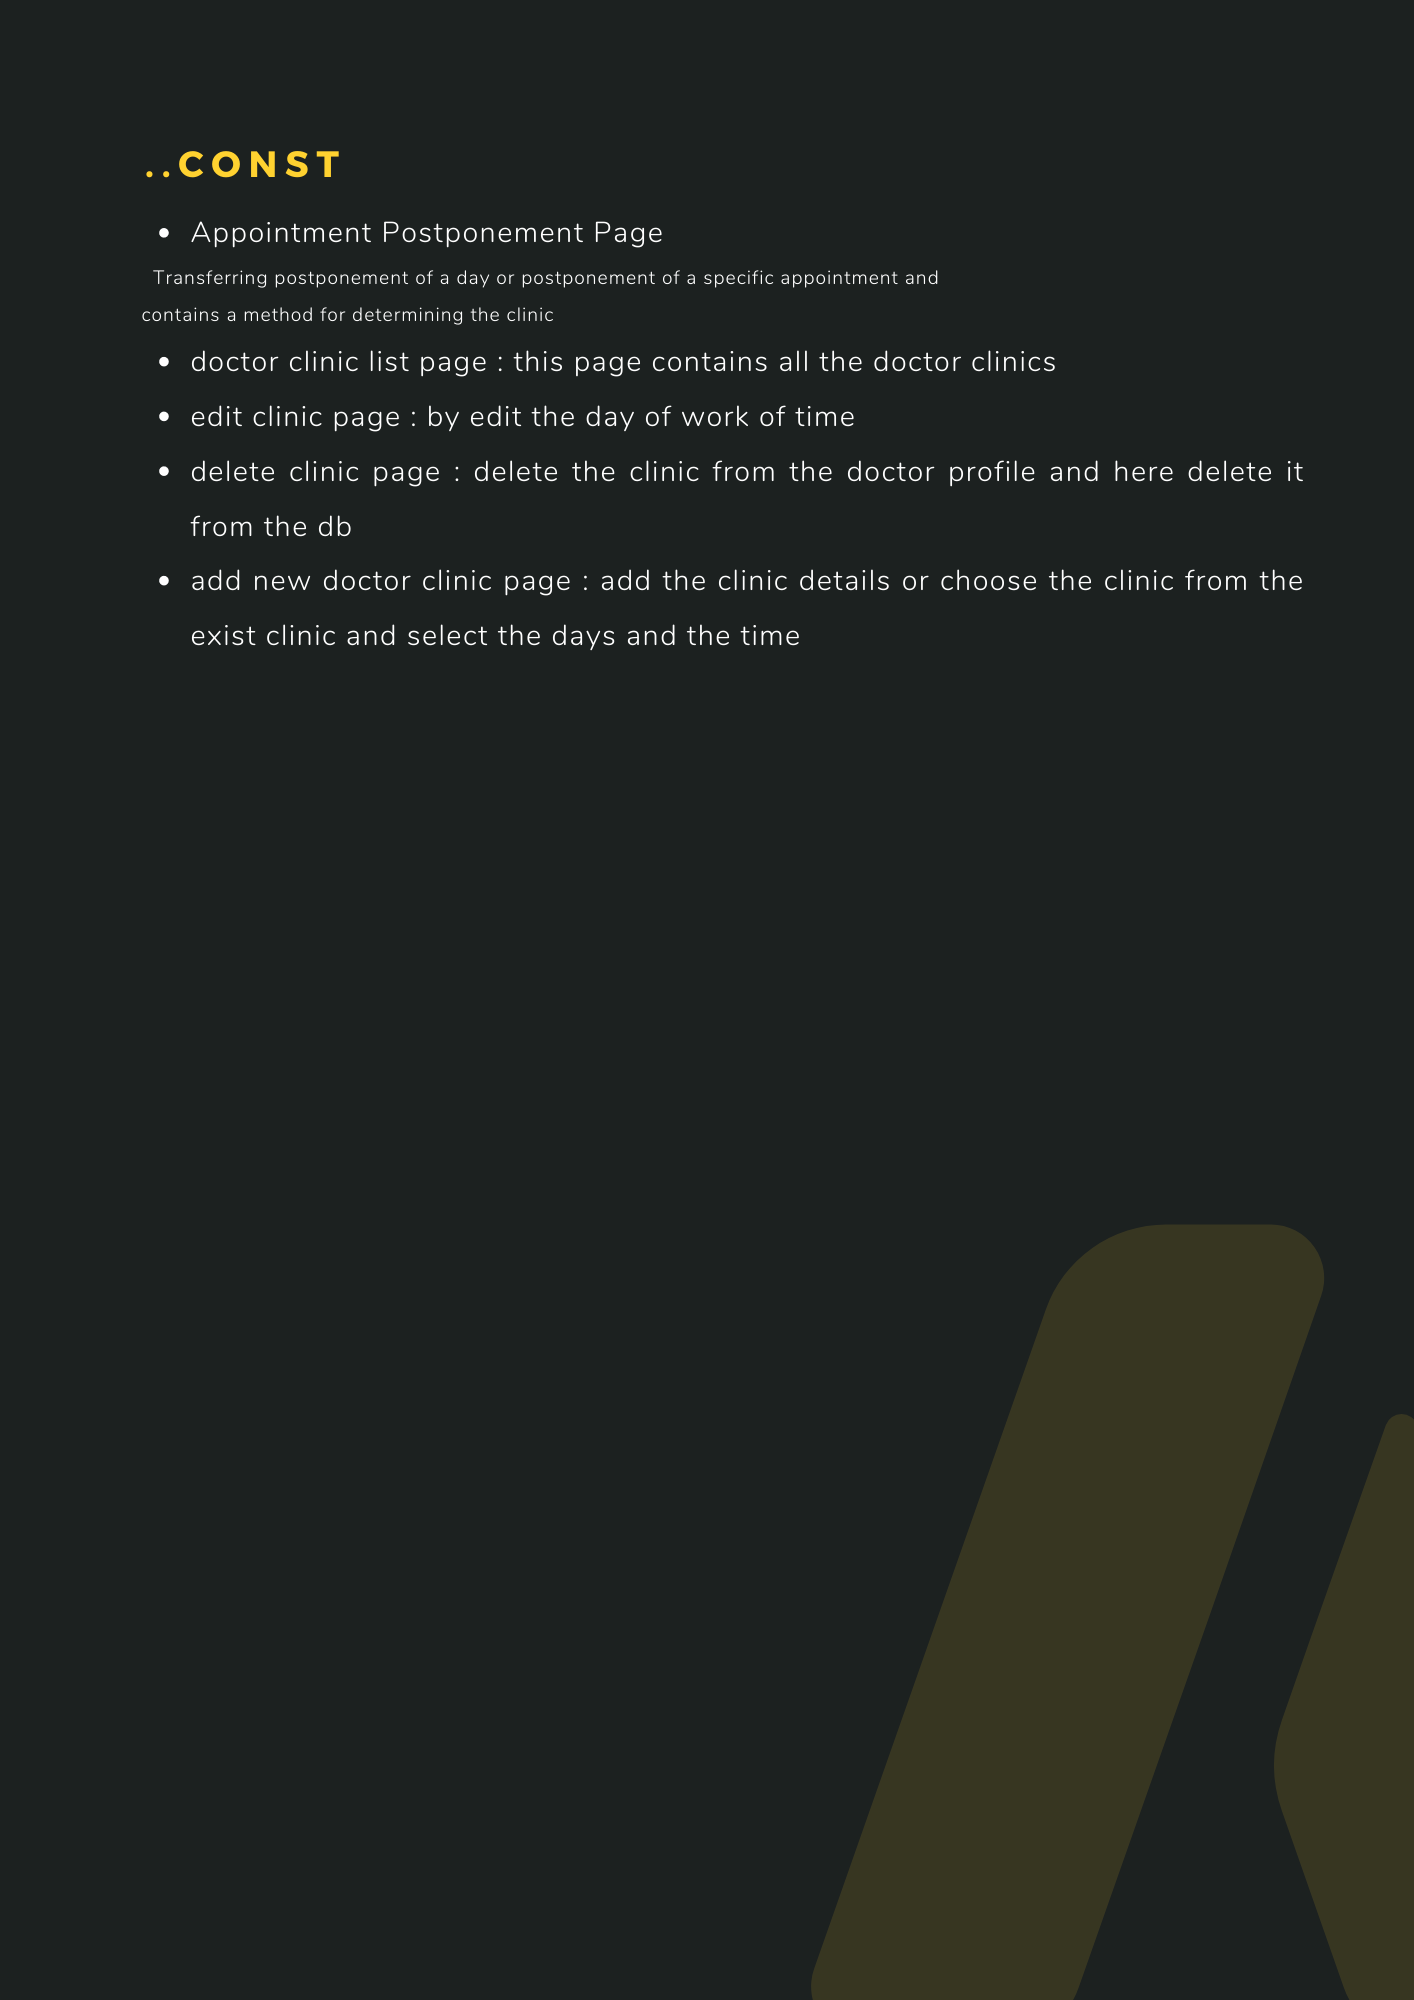 ..CONST
• Appointment Postponement Page
Transferring postponement of a day or postponement of a specific appointment and
contains a method for determining the clinic
• doctor clinic list page : this page contains all the doctor clinics
• edit clinic page : by edit the day of work of time
• delete clinic page : delete the clinic from the doctor profile and here delete it
from the db
• add new doctor clinic page : add the clinic details or choose the clinic from the
exist clinic and select the days and the time